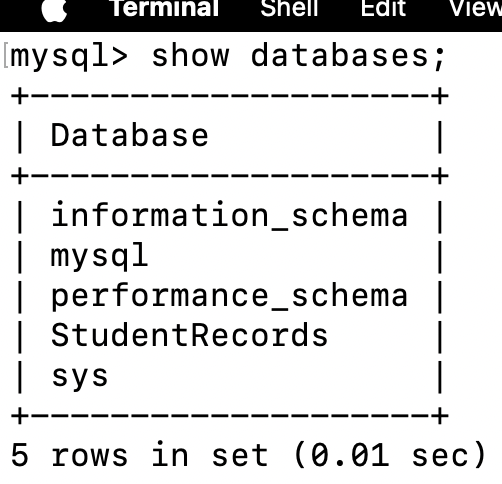 Terminal Shell Edit View
mysql> show databases;
+--------------------+
| Database           |
+--------------------+
| information_schema |
| mysql              |
| performance_schema |
| StudentRecords     |
| sys                |
+--------------------+
5 rows in set (0.01 sec)